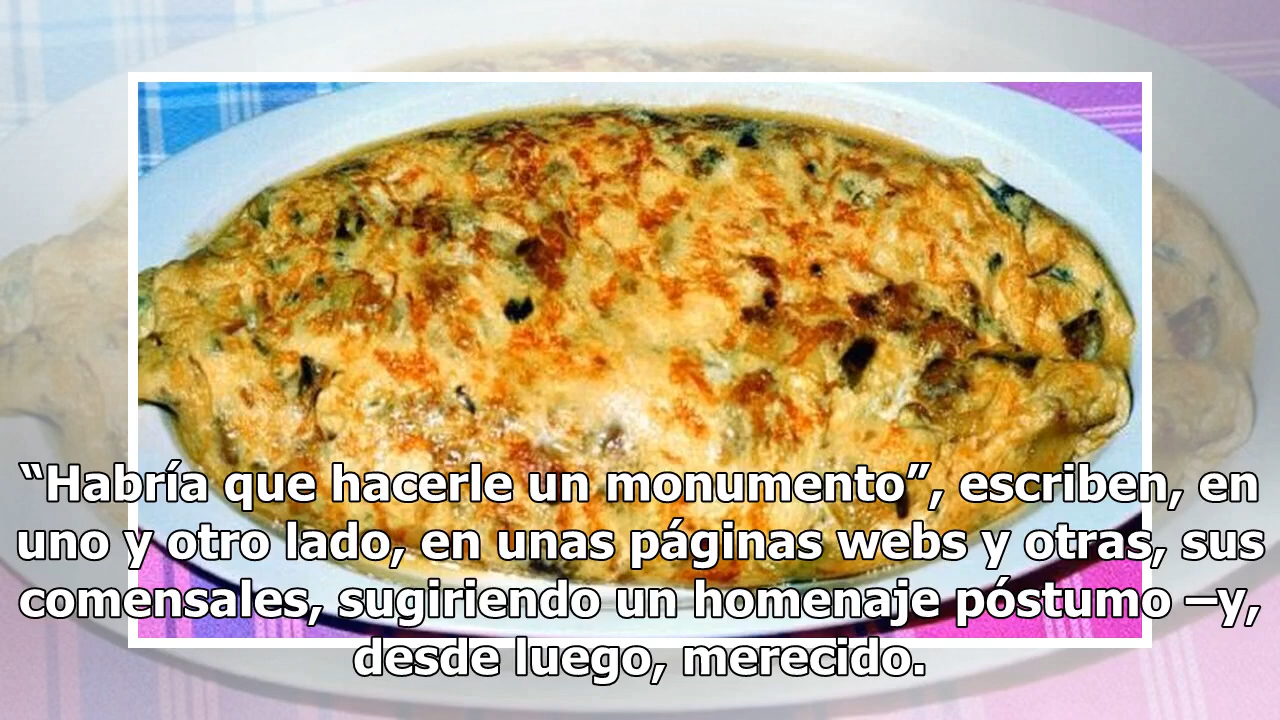 “Habría que hacerle un monumento”, escriben, en
uno y otro lado, en unas páginas webs y otras, sus
comensales, sugiriendo un homenaje póstumo –y,
desde luego, merecido.